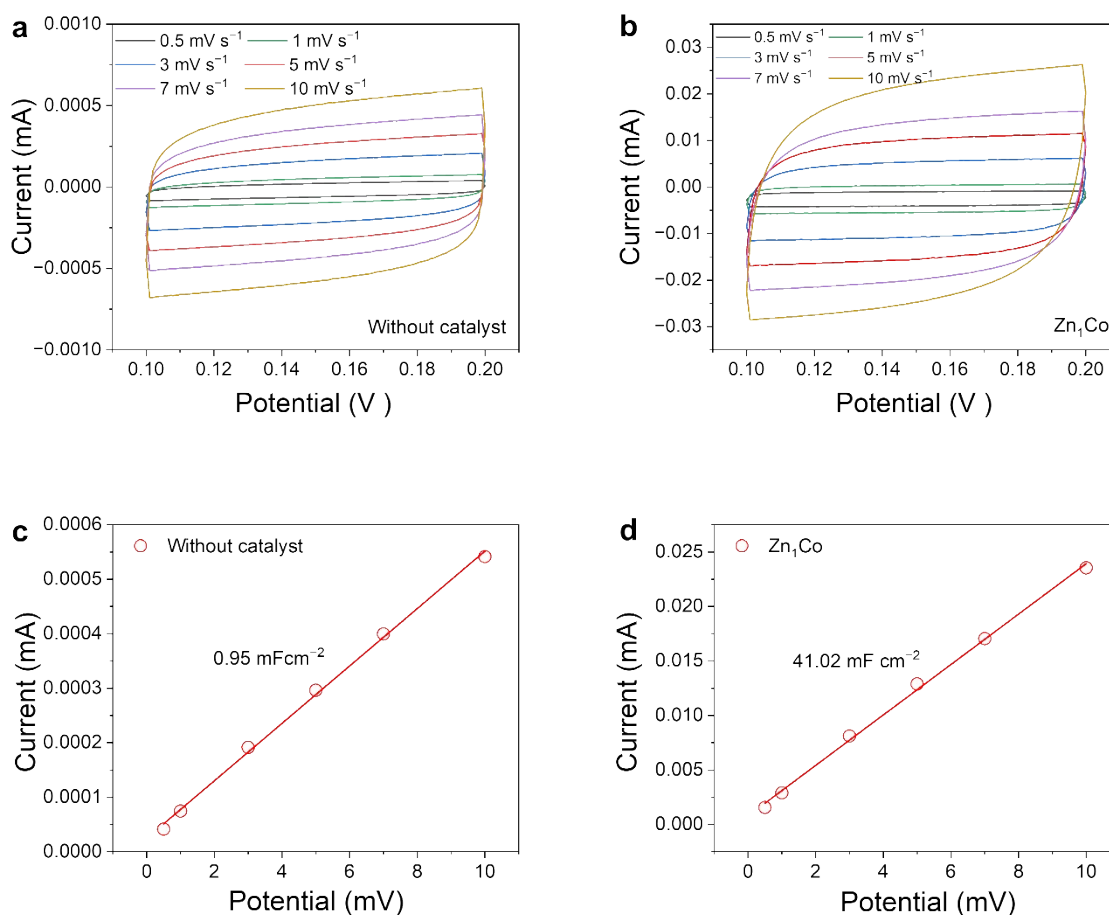 a
0.0010
0.0005
0.0000
−0.0005
−0.0010
Current (mA)
0.5 mV s⁻¹ 1 mV s⁻¹
3 mV s⁻¹ 5 mV s⁻¹
7 mV s⁻¹ 10 mV s⁻¹
Without catalyst
0.10 0.12 0.14 0.16 0.18 0.20
Potential (V )
b
0.03
0.02
0.01
0.00
−0.01
−0.02
−0.03
Current (mA)
0.5 mV s⁻¹ 1 mV s⁻¹
3 mV s⁻¹ 5 mV s⁻¹
7 mV s⁻¹ 10 mV s⁻¹
Zn₁Co
0.10 0.12 0.14 0.16 0.18 0.20
Potential (V )
c
0.0006
0.0005
0.0004
0.0003
0.0002
0.0001
0.0000
Current (mA)
Without catalyst
0.95 mFcm⁻²
0 2 4 6 8 10
Potential (mV)
d
0.025
0.020
0.015
0.010
0.005
0.000
Current (mA)
Zn₁Co
41.02 mF cm⁻²
0 2 4 6 8 10
Potential (mV)